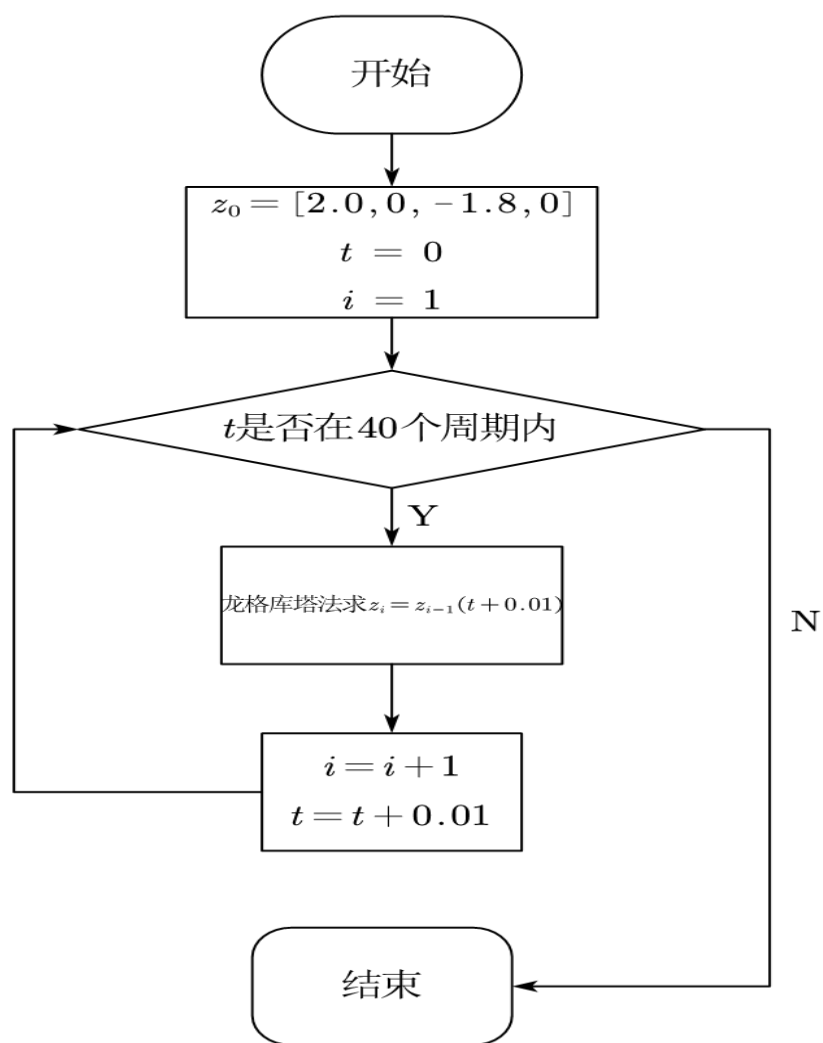 开始
z₀ = [2.0, 0, −1.8, 0]
t = 0
i = 1
t是否在40个周期内
Y
龙格库塔法求zᵢ = zᵢ₋₁(t + 0.01)
N
i = i + 1
t = t + 0.01
结束